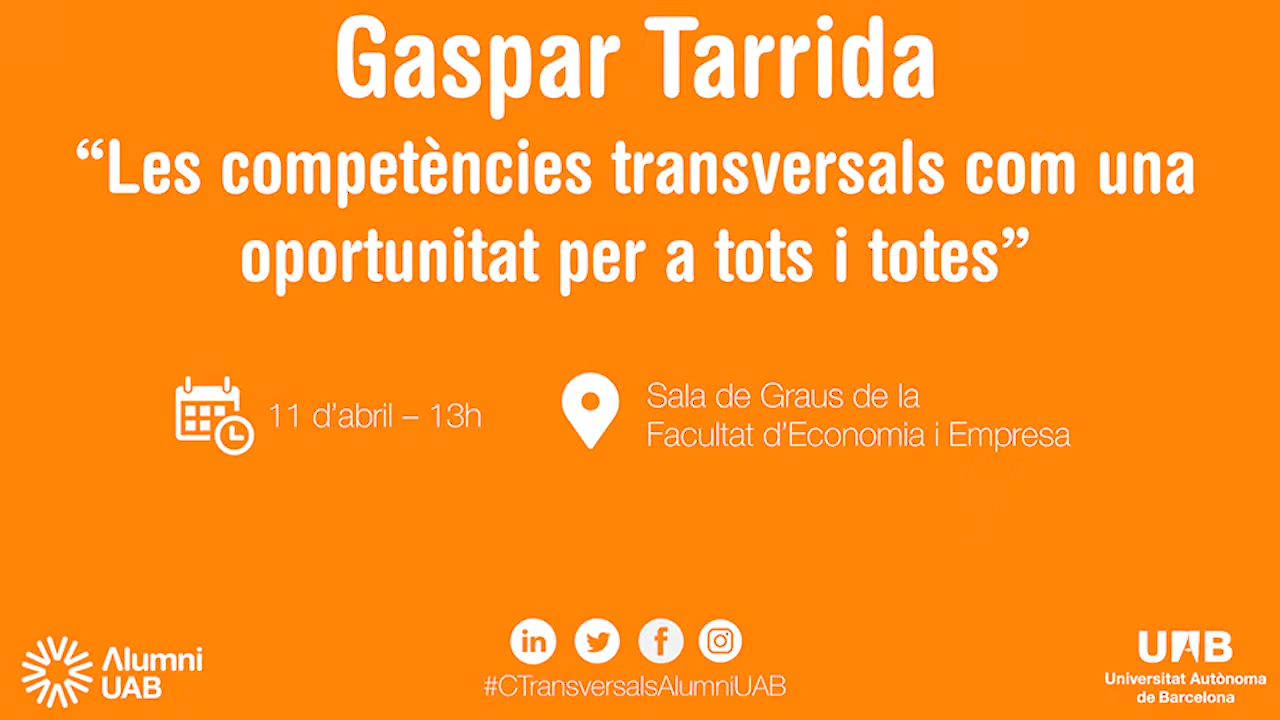 Gaspar Tarrida
“Les competències transversals com una
oportunitat per a tots i totes”
11 d’abril – 13h
Sala de Graus de la
Facultat d’Economia i Empresa
#CTransversalsAlumniUAB
Alumni
UAB
UAB
Universitat Autònoma
de Barcelona